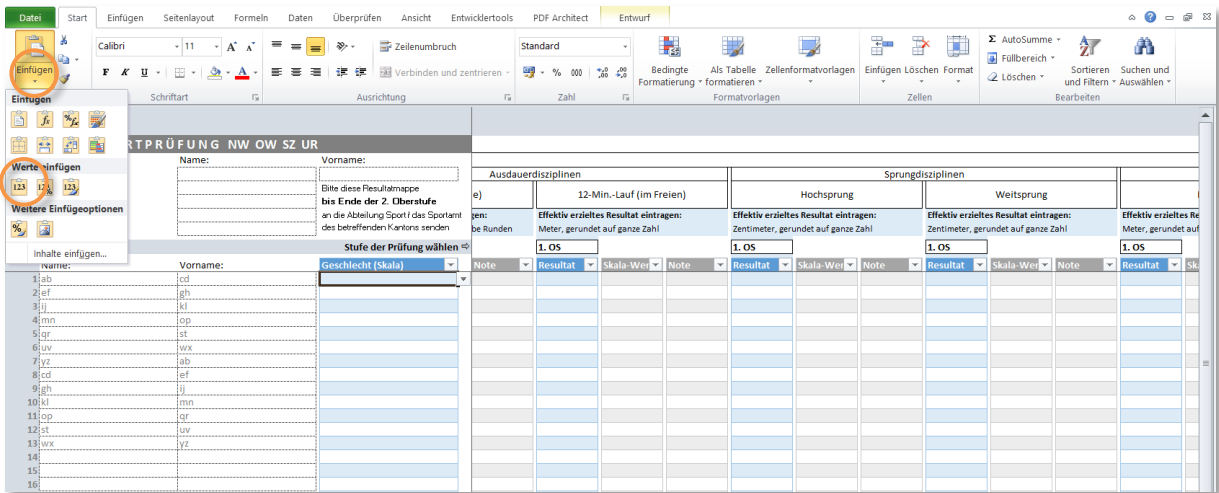 Datei Start Einfügen Seitenlayout Formeln Daten Überprüfen Ansicht Entwicklertools PDF Architect Entwurf
Einfügen Calibri 11 A A Zeilenumbruch Standard Bedingte Formatierung Als Tabelle formatieren Zellenformatvorlagen Einfügen Löschen Format Σ AutoSumme Füllbereich Löschen Sortieren und Filtern Suchen und Auswählen
F K U A Verbinden und zentrieren % 000
Schriftart Ausrichtung Zahl Formatvorlagen Zellen Bearbeiten
Einfügen
Werte einfügen
123 123 123
Weitere Einfügeoptionen
Inhalte einfügen...
RTPRÜFUNG NW OW SZ UR
Name: Vorname:
Bitte diese Resultatmappe
bis Ende der 2. Oberstufe
an die Abteilung Sport / das Sportamt
des betreffenden Kantons senden
Ausdauerdisziplinen Sprungdisziplinen
e) 12-Min.-Lauf (im Freien) Hochsprung Weitsprung
gen: Effektiv erzieltes Resultat eintragen: Effektiv erzieltes Resultat eintragen: Effektiv erzieltes Resultat eintragen: Effektiv erzieltes Re
be Runden Meter, gerundet auf ganze Zahl Zentimeter, gerundet auf ganze Zahl Zentimeter, gerundet auf ganze Zahl Meter, gerundet auf
Stufe der Prüfung wählen ⇨ 1. OS 1. OS 1. OS 1. OS
Name: Vorname: Geschlecht (Skala) Note Resultat Skala-Wer Note Resultat Skala-Wer Note Resultat Skala-Wer Note Resultat Sk
1 ab cd
2 ef gh
3 ij kl
4 mn op
5 qr st
6 uv wx
7 yz ab
8 cd ef
9 gh ij
10 kl mn
11 op qr
12 st uv
13 wx yz
14
15
16